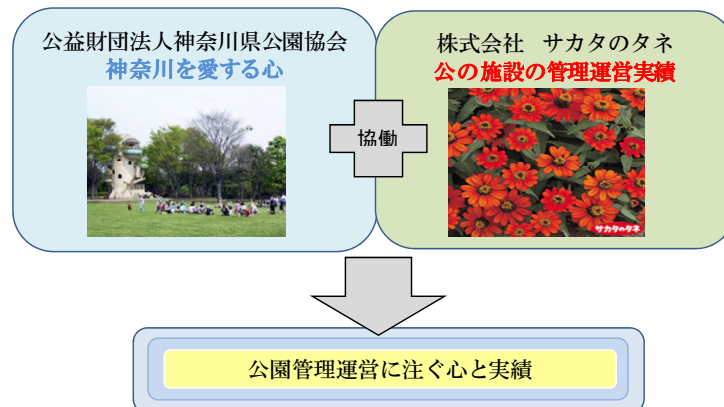 公益財団法人神奈川県公園協会
神奈川を愛する心
株式会社　サカタのタネ
公の施設の管理運営実績
協働
サカタのタネ
公園管理運営に注ぐ心と実績